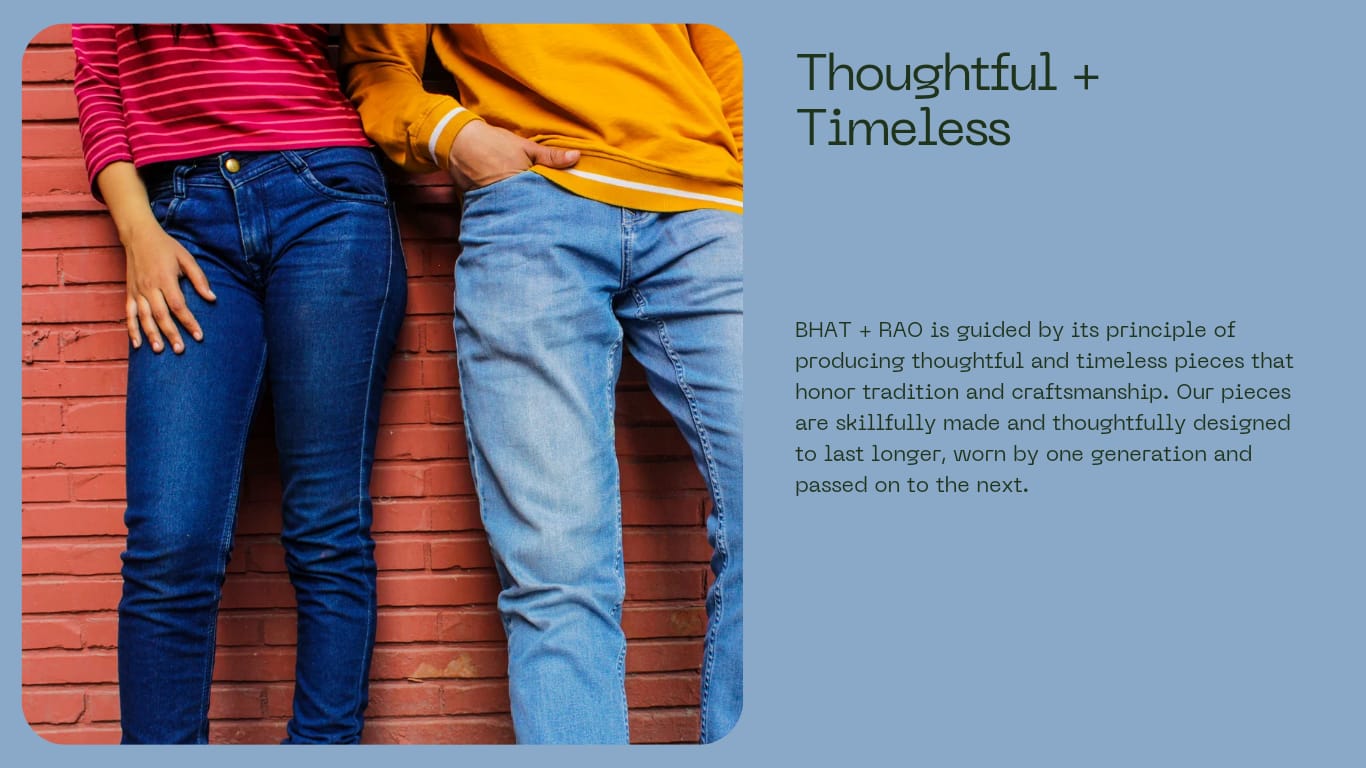 Thoughtful +
Timeless
BHAT + RAO is guided by its principle of
producing thoughtful and timeless pieces that
honor tradition and craftsmanship. Our pieces
are skillfully made and thoughtfully designed
to last longer, worn by one generation and
passed on to the next.